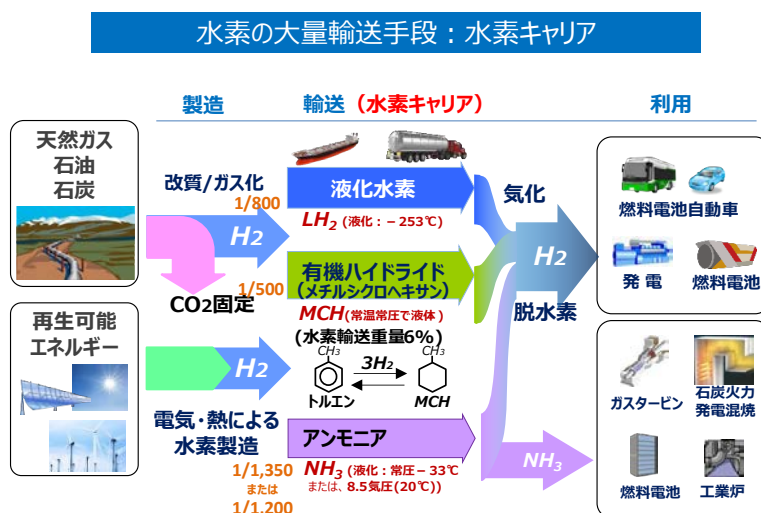 水素の大量輸送手段：水素キャリア
製造
輸送（水素キャリア）
利用
天然ガス
石油
石炭
改質/ガス化
1/800
H2
CO2固定
液化水素
LH2 (液化：－253℃)
1/500
有機ハイドライド
（メチルシクロヘキサン）
MCH(常温常圧で液体）
(水素輸送重量6%)
CH3
3H2
CH3
トルエン
MCH
再生可能
エネルギー
H2
電気・熱による
水素製造
アンモニア
1/1,350
または
1/1,200
NH3 (液化：常圧－33℃
または、8.5気圧(20℃))
気化
H2
脱水素
NH3
燃料電池自動車
発電
燃料電池
ガスタービン
石炭火力
発電混焼
燃料電池
工業炉